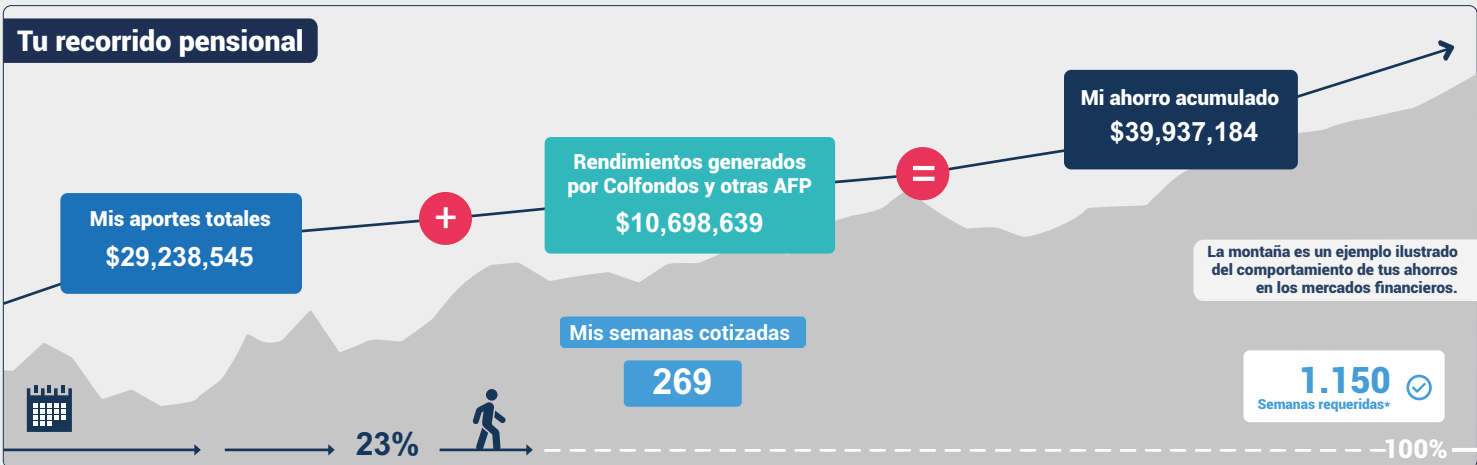 Tu recorrido pensional
Mis aportes totales
$29,238,545
+
Rendimientos generados
por Colfondos y otras AFP
$10,698,639
=
Mi ahorro acumulado
$39,937,184
La montaña es un ejemplo ilustrado
del comportamiento de tus ahorros
en los mercados financieros.
Mis semanas cotizadas
269
1.150
Semanas requeridas*
23%
100%